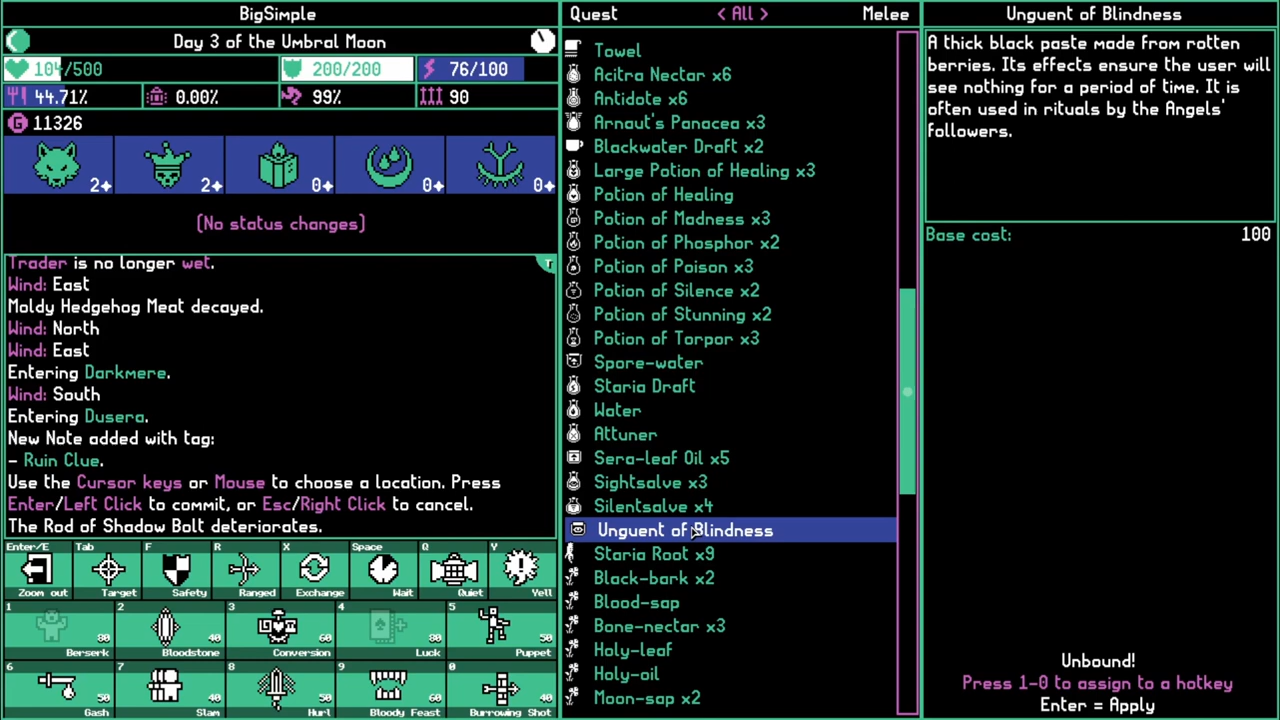 BigSimple
Day 3 of the Umbral Moon
104/500
200/200
76/100
44.71%
0.00%
99%
90
G 11326
2
2
0
0
0
(No status changes)
Trader is no longer wet.
Wind: East
Moldy Hedgehog Meat decayed.
Wind: North
Wind: East
Entering Darkmere.
Wind: South
Entering Dusera.
New Note added with tag:
- Ruin Clue.
Use the Cursor keys or Mouse to choose a location. Press
Enter/Left Click to commit, or Esc/Right Click to cancel.
The Rod of Shadow Bolt deteriorates.
T
Enter/E
Zoom out
Tab
Target
F
Safety
R
Ranged
X
Exchange
Space
Wait
Q
Quiet
Y
Yell
1
80
Berserk
2
40
Bloodstone
3
60
Conversion
4
80
Luck
5
50
Puppet
6
50
Gash
7
40
Slam
8
50
Hurl
9
60
Bloody Feast
0
40
Burrowing Shot
Quest
< All >
Melee
Towel
Acitra Nectar x6
Antidote x6
Arnaut's Panacea x3
Blackwater Draft x2
Large Potion of Healing x3
Potion of Healing
Potion of Madness x3
Potion of Phosphor x2
Potion of Poison x3
Potion of Silence x2
Potion of Stunning x2
Potion of Torpor x3
Spore-water
Staria Draft
Water
Attuner
Sera-leaf Oil x5
Sightsalve x3
Silentsalve x4
Unguent of Blindness
Staria Root x9
Black-bark x2
Blood-sap
Bone-nectar x3
Holy-leaf
Holy-oil
Moon-sap x2
Unguent of Blindness
A thick black paste made from rotten
berries. Its effects ensure the user will
see nothing for a period of time. It is
often used in rituals by the Angels'
followers.
Base cost: 100
Unbound!
Press 1-0 to assign to a hotkey
Enter = Apply